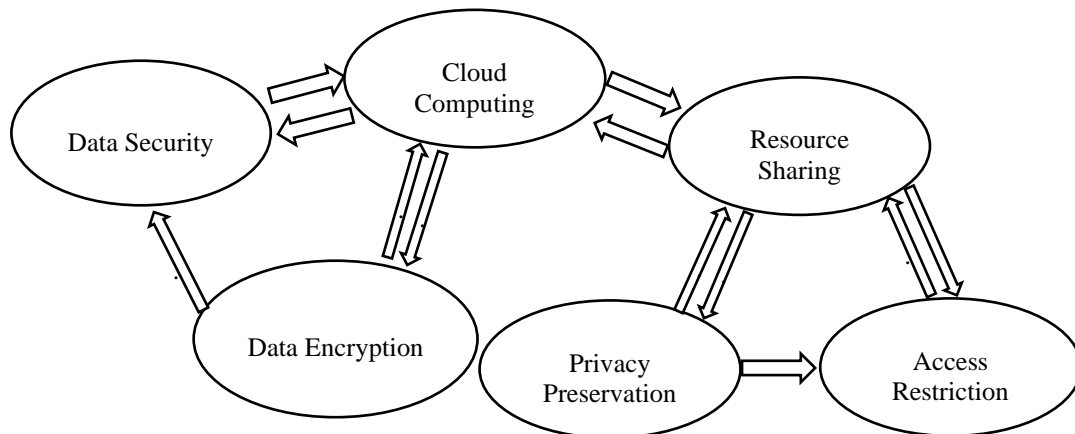 Cloud
Computing
Data Security
Resource
Sharing
Data Encryption
Privacy
Preservation
Access
Restriction